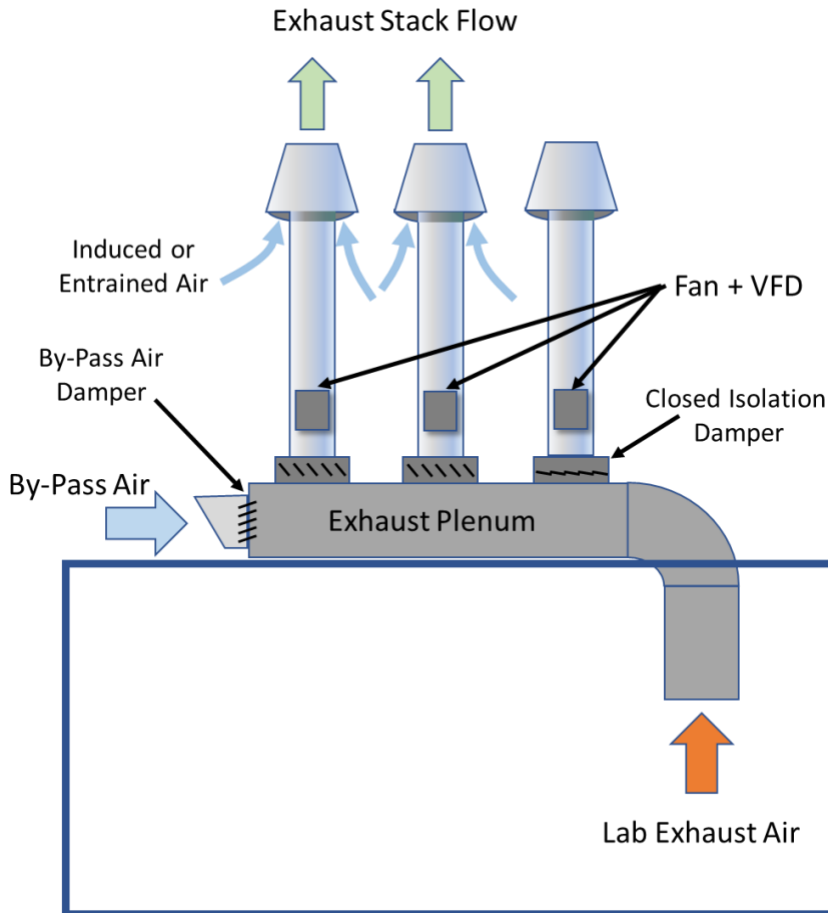 Exhaust Stack Flow
Induced or
Entrained Air
Fan + VFD
By-Pass Air
Damper
Closed Isolation
Damper
By-Pass Air
Exhaust Plenum
Lab Exhaust Air